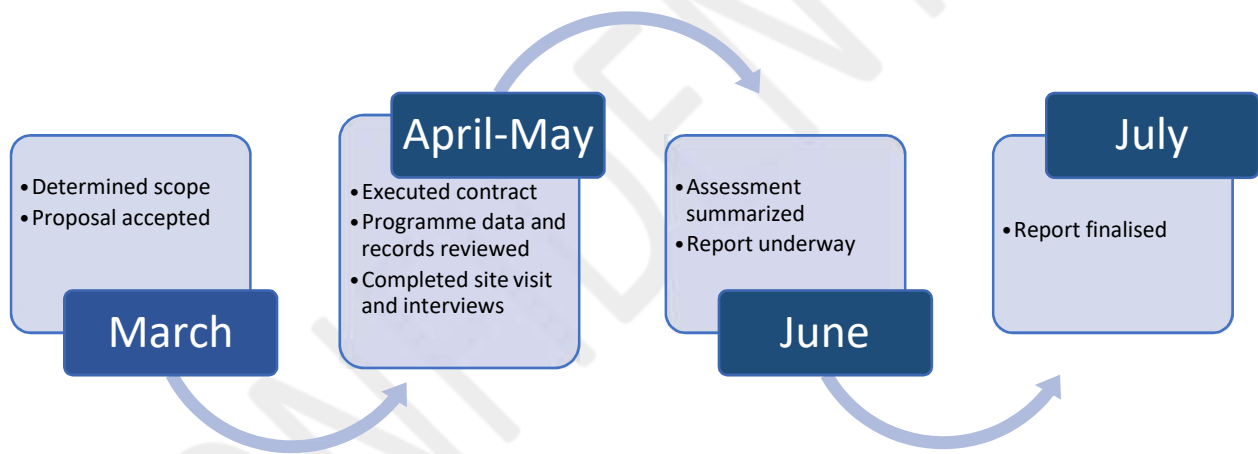 March
• Determined scope
• Proposal accepted
April-May
• Executed contract
• Programme data and
records reviewed
• Completed site visit
and interviews
June
• Assessment
summarized
• Report underway
July
• Report finalised